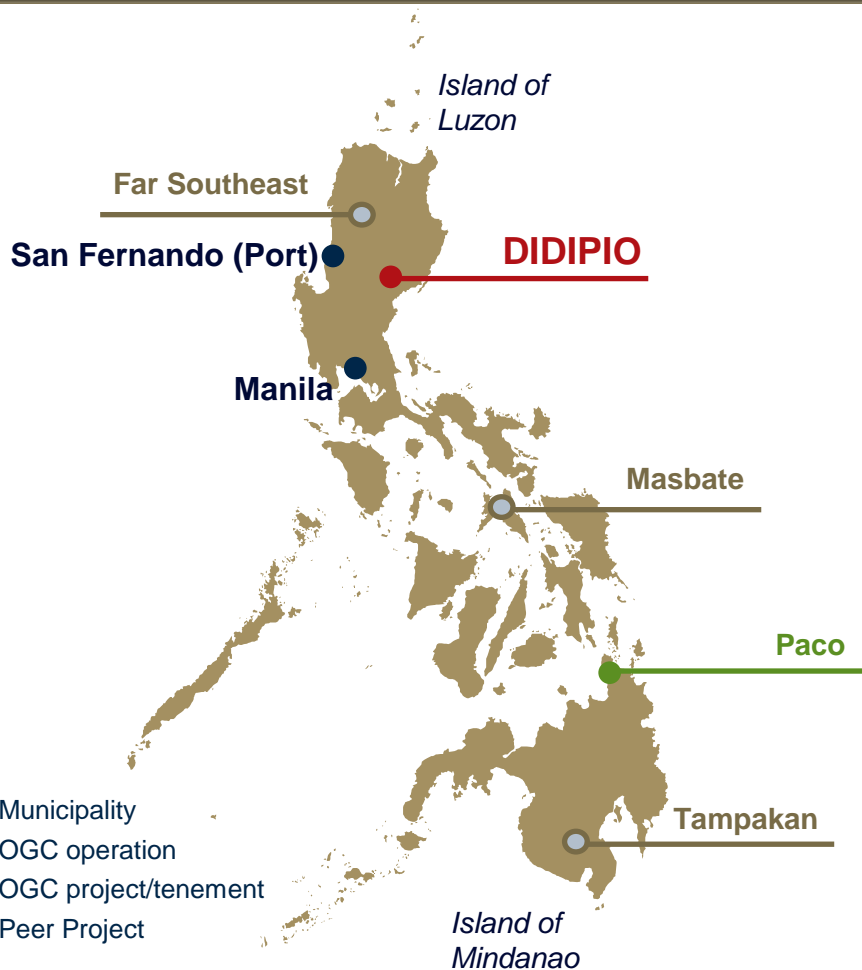 Island of
Luzon
Far Southeast
San Fernando (Port)
DIDIPIO
Manila
Masbate
Paco
Tampakan
Municipality
OGC operation
OGC project/tenement
Peer Project
Island of
Mindanao